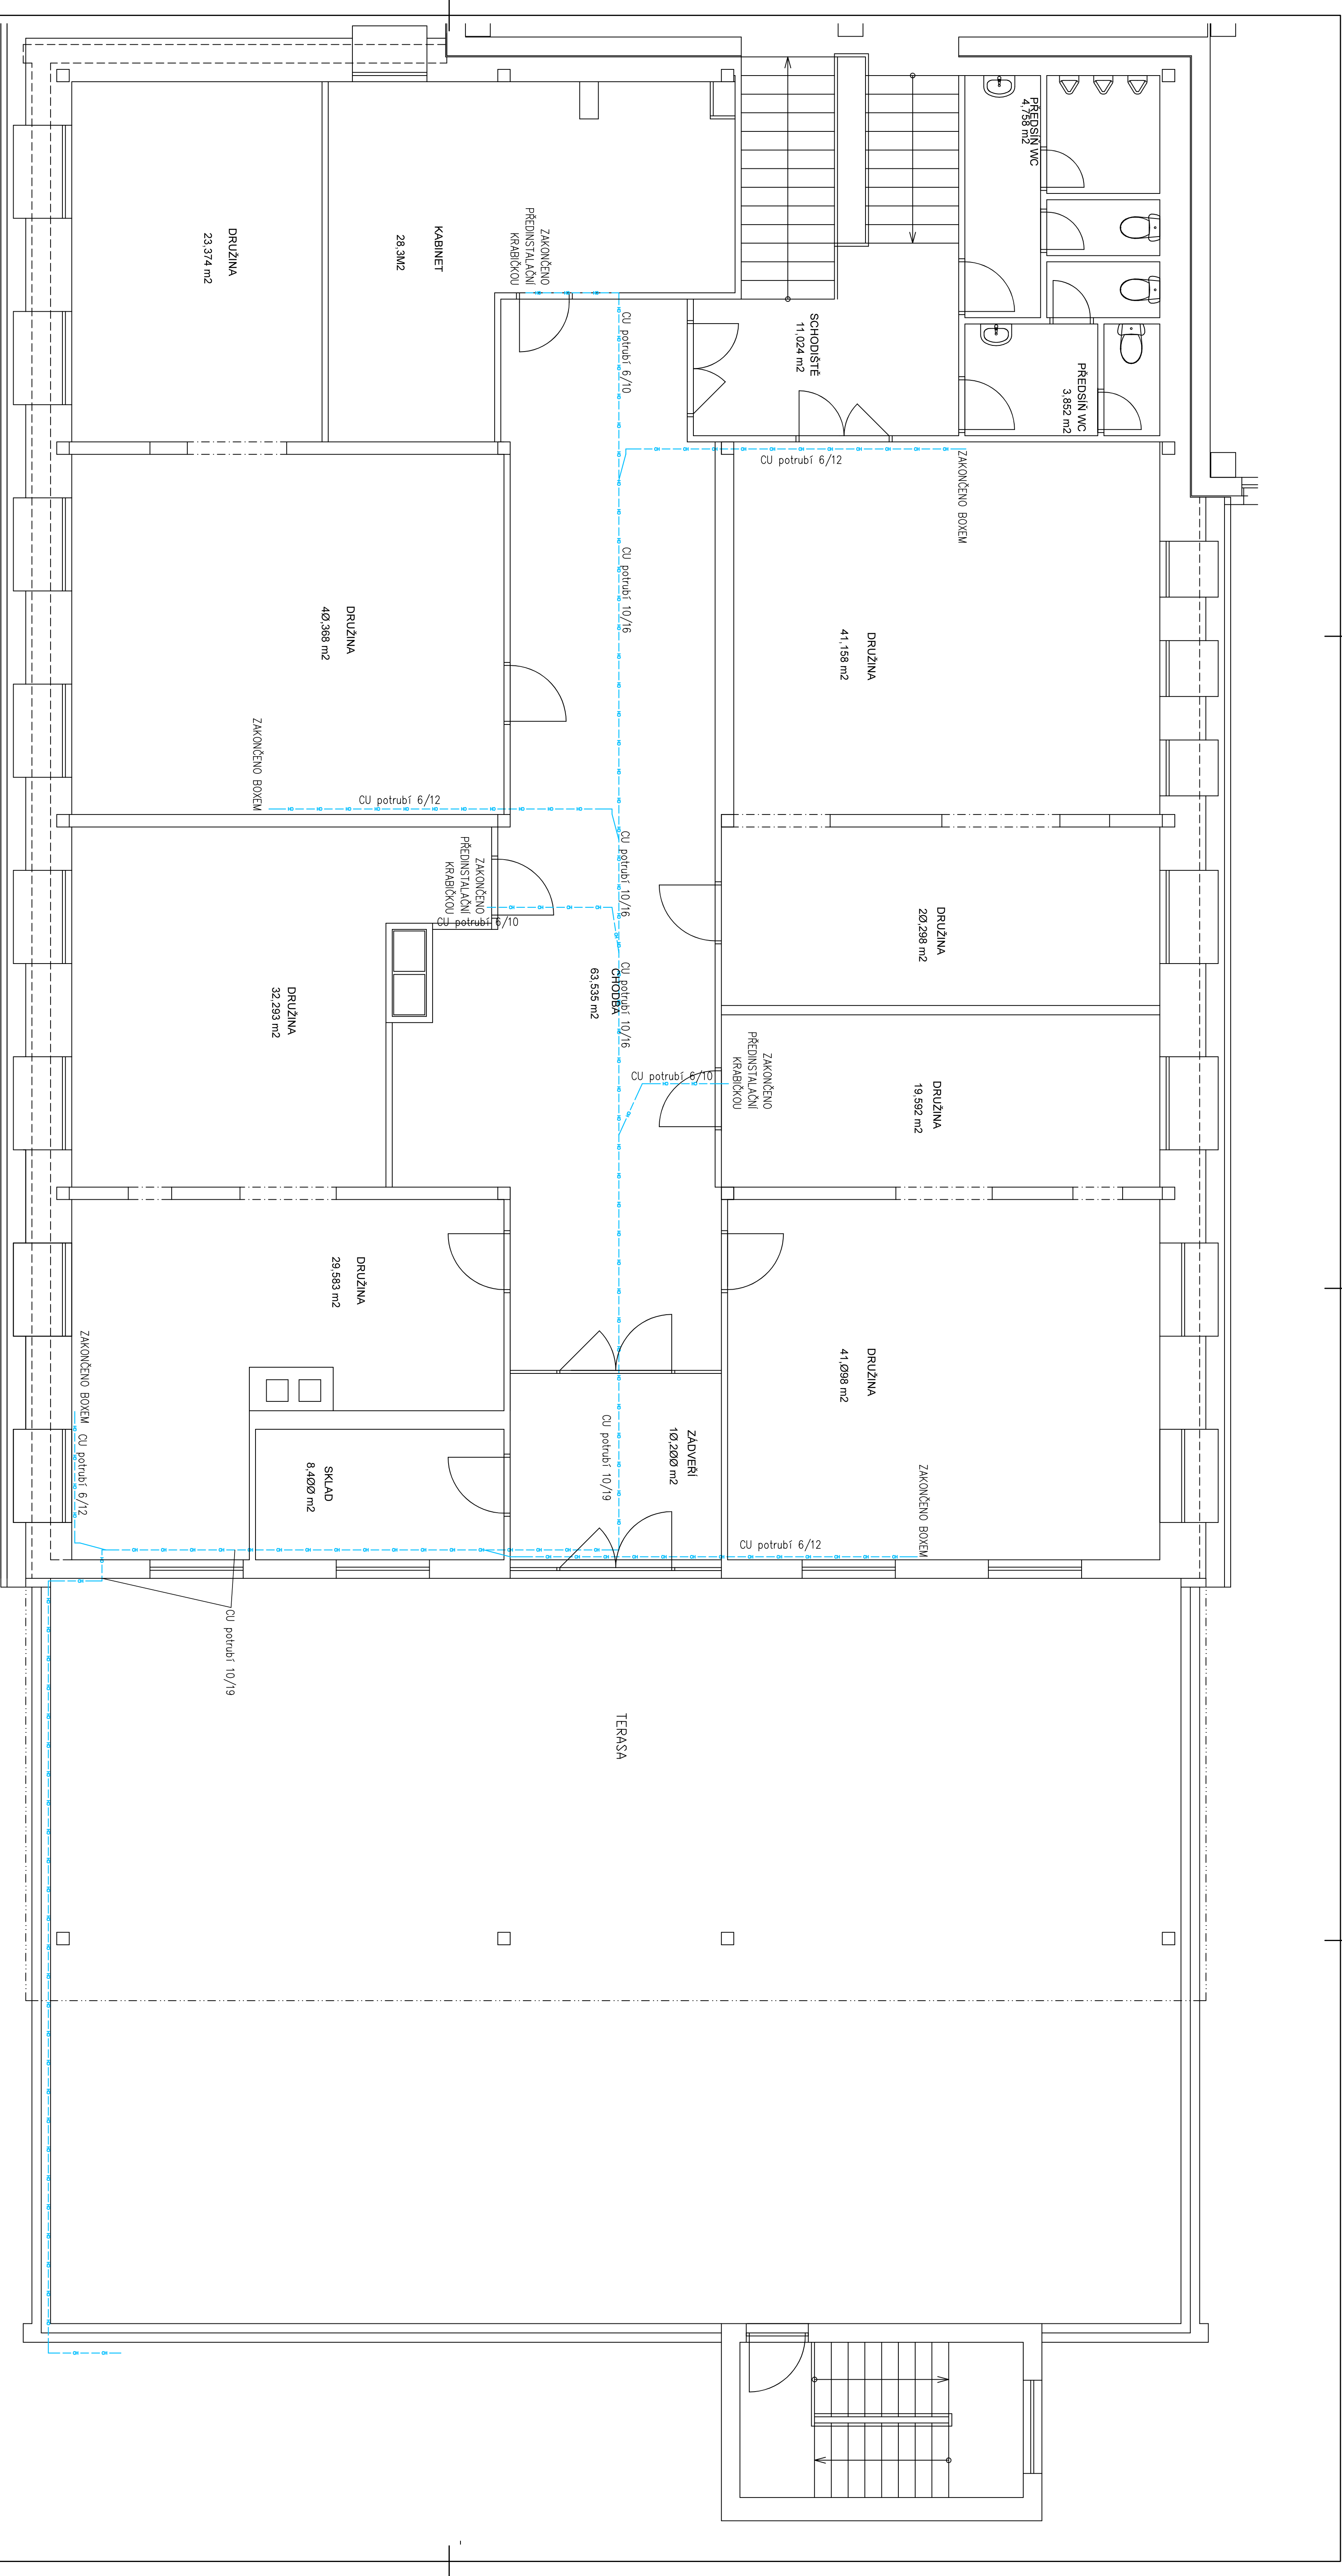 PŘEDSÍŇ WC
4,758 m2
PŘEDSÍŇ WC
3,852 m2
SCHODIŠTĚ
11,024 m2
KABINET
28,3M2
DRUŽINA
23,374 m2
ZAKONČENO
PŘEDINSTALAČNÍ
KRABIČKOU
CU potrubí 6/10
CU potrubí 6/12
ZAKONČENO BOXEM
CU potrubí 10/16
DRUŽINA
41,158 m2
DRUŽINA
4Ø,368 m2
ZAKONČENO BOXEM
CU potrubí 6/12
CU potrubí 10/16
ZAKONČENO
PŘEDINSTALAČNÍ
KRABIČKOU
CU potrubí 6/10
DRUŽINA
2Ø,298 m2
CU potrubí 10/16
CHODBA
63,535 m2
DRUŽINA
32,293 m2
ZAKONČENO
PŘEDINSTALAČNÍ
KRABIČKOU
CU potrubí 6/10
DRUŽINA
19,592 m2
DRUŽINA
29,583 m2
DRUŽINA
41,Ø98 m2
ZAKONČENO BOXEM
CU potrubí 6/12
ZÁDVEŘÍ
1Ø,2ØØ m2
CU potrubí 10/19
SKLAD
8,4ØØ m2
ZAKONČENO BOXEM
CU potrubí 6/12
CU potrubí 10/19
TERASA